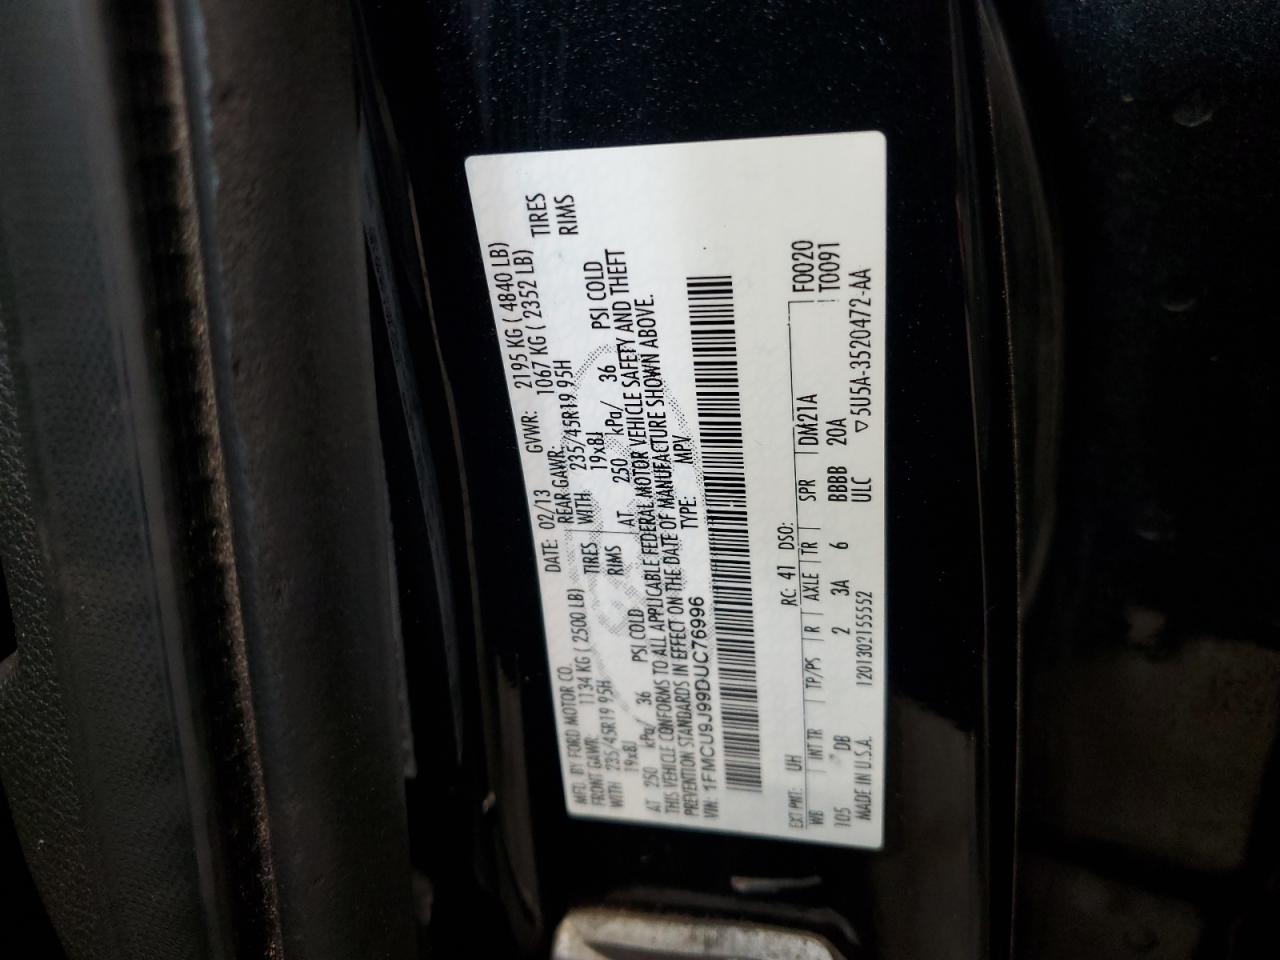 MFD. BY FORD MOTOR CO. DATE: 02/13 GVWR: 2195 KG ( 4840 LB)
FRONT GAWR: 1134 KG ( 2500 LB) REAR GAWR: 1067 KG ( 2352 LB)
WITH 235/45R19 95H TIRES WITH 235/45R19 95H TIRES
19x8J RIMS 19x8J RIMS
AT 250 kPa/ 36 PSI COLD AT 250 kPa/ 36 PSI COLD
THIS VEHICLE CONFORMS TO ALL APPLICABLE FEDERAL MOTOR VEHICLE SAFETY AND THEFT
PREVENTION STANDARDS IN EFFECT ON THE DATE OF MANUFACTURE SHOWN ABOVE.
VIN: 1FMCU9J99DUC76996 TYPE: MPV
EXT PNT: UH RC: 41 DSO: F0020
WB INT TR TP/PS R AXLE TR SPR DM21A T0091
105 DB 2 3A 6 BBBB 20A
MADE IN U.S.A. 1201302155552 ULC ▽5U5A-3520472-AA